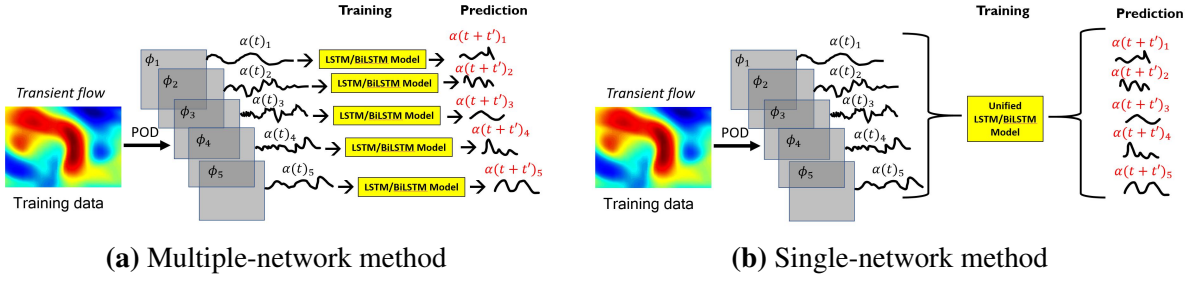 Training
Prediction
Transient flow
POD
Training data
ϕ1
ϕ2
ϕ3
ϕ4
ϕ5
α(t)1
α(t)2
α(t)3
α(t)4
α(t)5
LSTM/BiLSTM Model
LSTM/BiLSTM Model
LSTM/BiLSTM Model
LSTM/BiLSTM Model
LSTM/BiLSTM Model
α(t + t′)1
α(t + t′)2
α(t + t′)3
α(t + t′)4
α(t + t′)5
(a) Multiple-network method
Training
Prediction
Transient flow
POD
Training data
ϕ1
ϕ2
ϕ3
ϕ4
ϕ5
α(t)1
α(t)2
α(t)3
α(t)4
α(t)5
Unified
LSTM/BiLSTM
Model
α(t + t′)1
α(t + t′)2
α(t + t′)3
α(t + t′)4
α(t + t′)5
(b) Single-network method